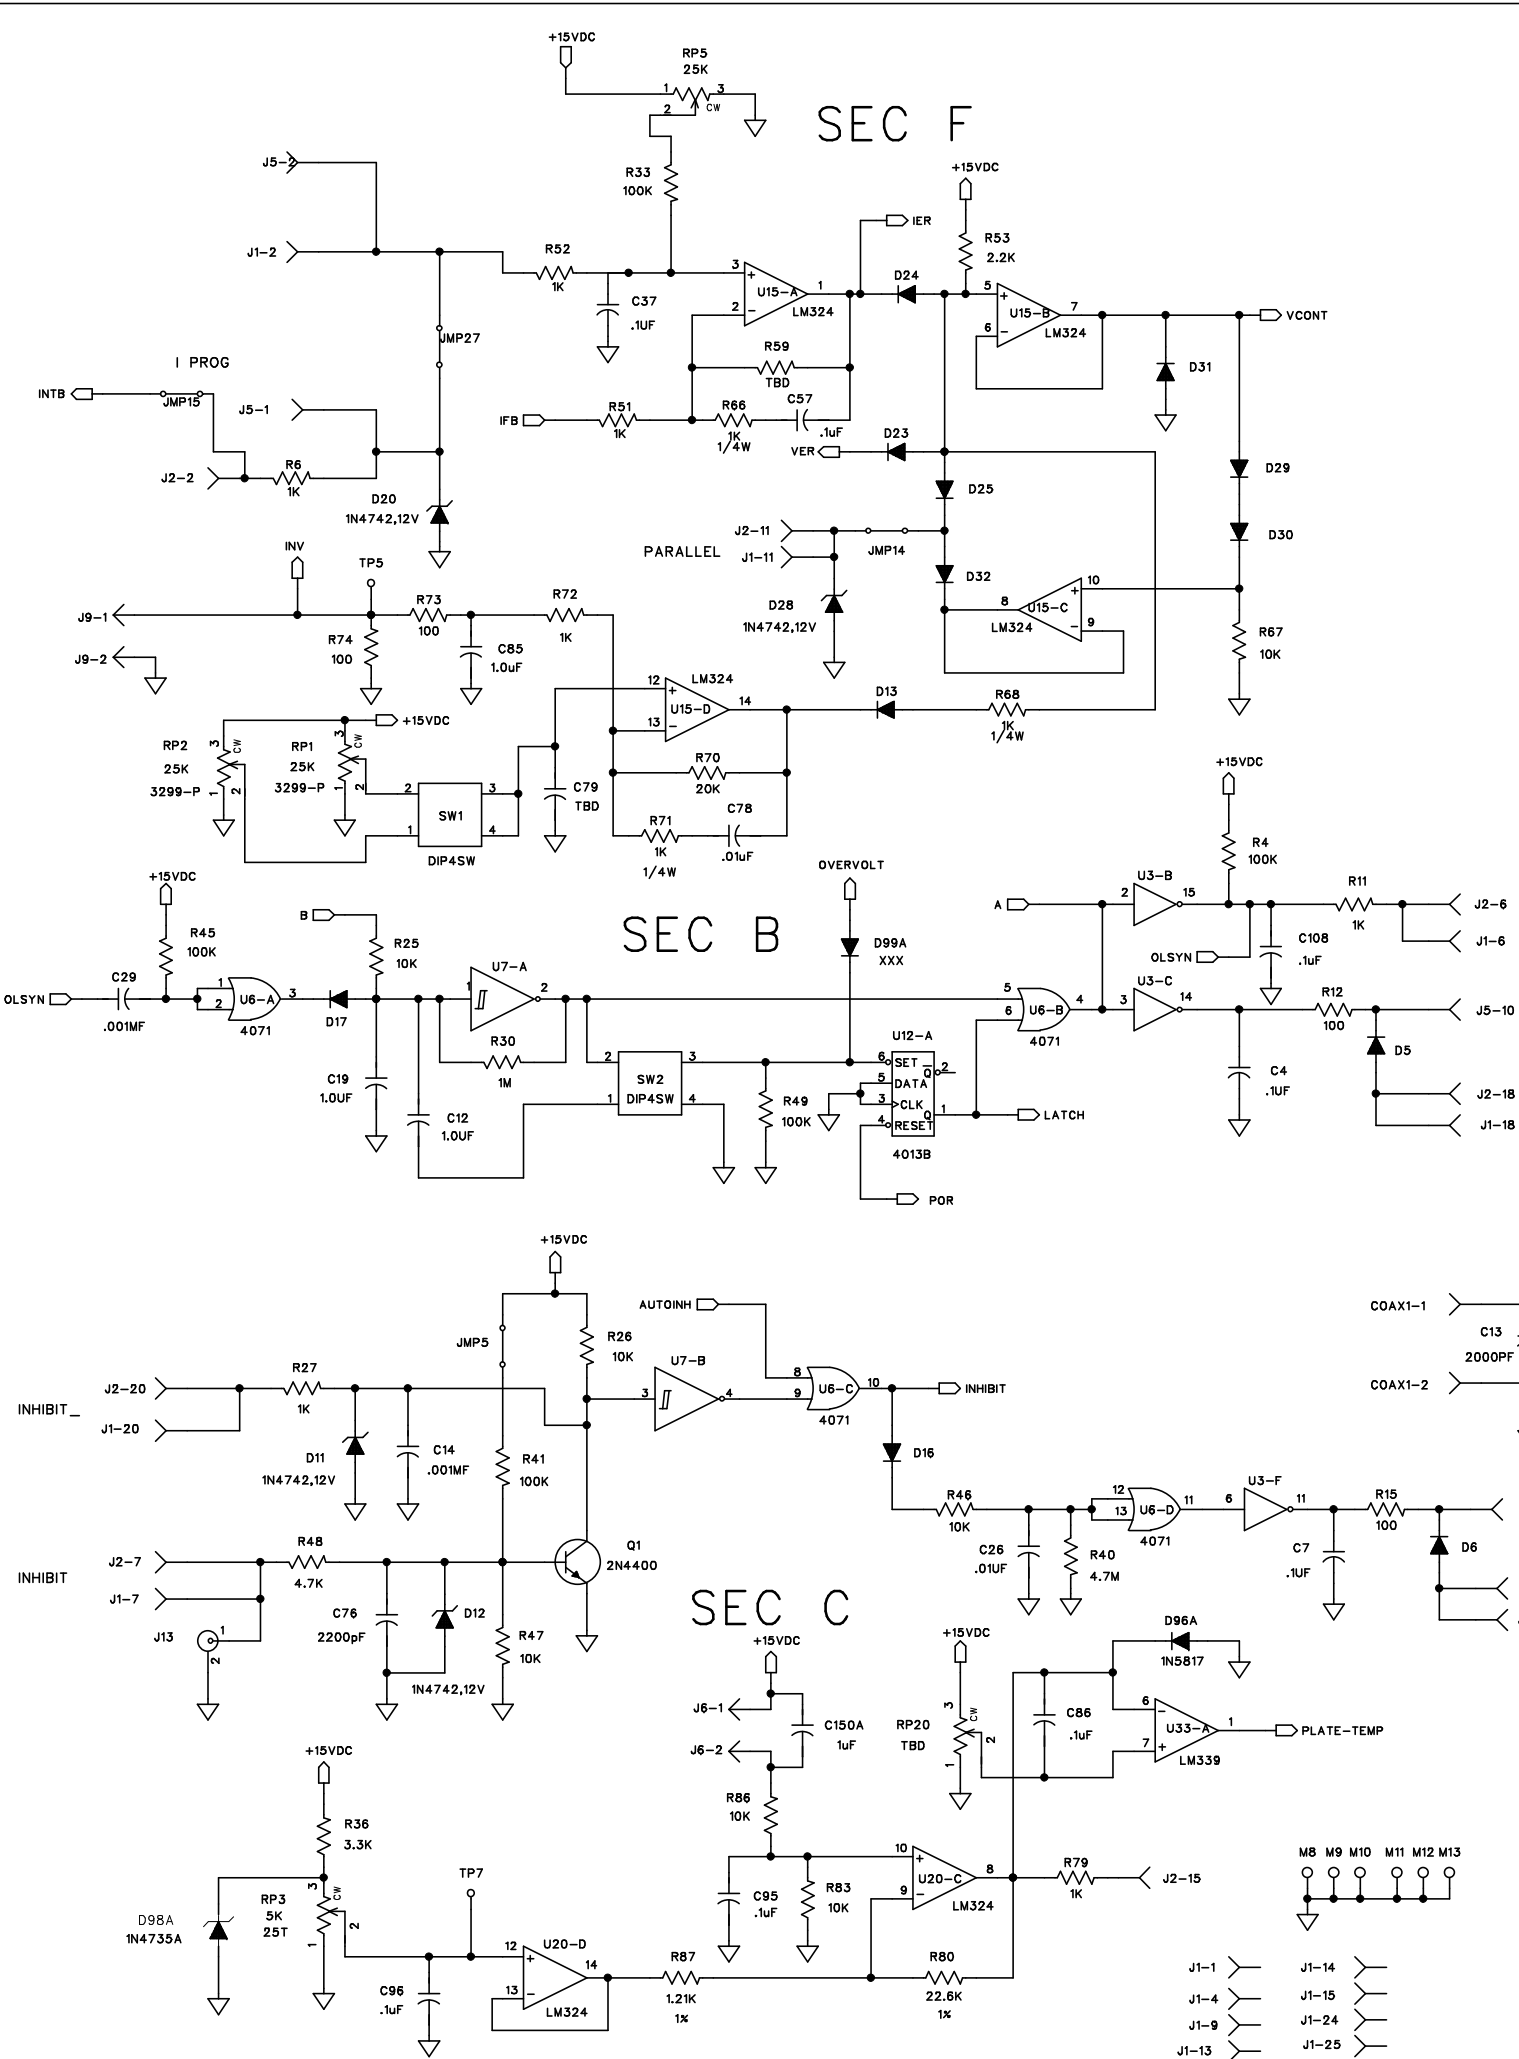 +15VDC
RP5
25K
1
3
2
CW
SEC F
J5-2
R33
100K
+15VDC
IER
J1-2
R52
1K
R53
2.2K
3
+
U15-A
1
2
-
LM324
D24
5
+
U15-B
7
6
-
LM324
VCONT
C37
.1UF
JMP27
R59
TBD
D31
I PROG
INTB
JMP15
J5-1
IFB
R51
1K
R66
1K
1/4W
C57
.1uF
D23
VER
J2-2
R6
1K
D20
1N4742,12V
D25
D29
J2-11
JMP14
D30
PARALLEL
J1-11
INV
TP5
D32
10
+
U15-C
8
9
-
LM324
J9-1
R73
100
R72
1K
D28
1N4742,12V
R74
100
C85
1.0uF
R67
10K
J9-2
LM324
12
+
U15-D
14
13
-
D13
R68
1K
1/4W
+15VDC
RP2
25K
3299-P
3
CW
1
2
RP1
25K
3299-P
3
CW
1
2
2
3
SW1
1
4
DIP4SW
C79
TBD
R70
20K
R71
1K
1/4W
C78
.01uF
+15VDC
R4
100K
OVERVOLT
+15VDC
U3-B
2
15
R11
1K
J2-6
B
SEC B
A
R45
100K
R25
10K
D99A
XXX
C108
.1uF
J1-6
OLSYN
C29
.001MF
U7-A
1
2
U3-C
3
14
OLSYN
1
2
U6-A
3
4071
D17
5
6
U6-B
4
4071
R12
100
J5-10
R30
1M
U12-A
6
SET
Q
2
5
DATA
3
CLK
4
RESET
Q
1
4013B
D5
C19
1.0UF
2
SW2
3
1
DIP4SW
4
C4
.1UF
C12
1.0UF
R49
100K
LATCH
J2-18
J1-18
POR
+15VDC
AUTOINH
COAX1-1
JMP5
R26
10K
C13
2000PF
J2-20
R27
1K
U7-B
3
4
8
9
U6-C
10
4071
INHIBIT
COAX1-2
INHIBIT_
J1-20
D11
1N4742,12V
C14
.001MF
R41
100K
D16
U3-F
R46
10K
12
13
U6-D
11
4071
6
11
R15
100
J2-7
R48
4.7K
Q1
2N4400
C26
.01UF
R40
4.7M
C7
.1UF
D6
INHIBIT
J1-7
J13
1
2
C76
2200pF
D12
1N4742,12V
R47
10K
SEC C
+15VDC
+15VDC
D96A
1N5817
J6-1
C150A
1uF
J6-2
RP20
TBD
3
CW
2
1
C86
.1uF
6
-
U33-A
1
7
+
LM339
PLATE-TEMP
+15VDC
R86
10K
R36
3.3K
TP7
D98A
1N4735A
RP3
5K
25T
3
CW
2
1
C95
.1uF
R83
10K
10
+
U20-C
8
9
-
LM324
R79
1K
J2-15
M8 M9 M10 M11 M12 M13
C96
.1uF
12
+
U20-D
14
13
-
LM324
R87
1.21K
1%
R80
22.6K
1%
J1-1
J1-14
J1-4
J1-15
J1-9
J1-24
J1-13
J1-25